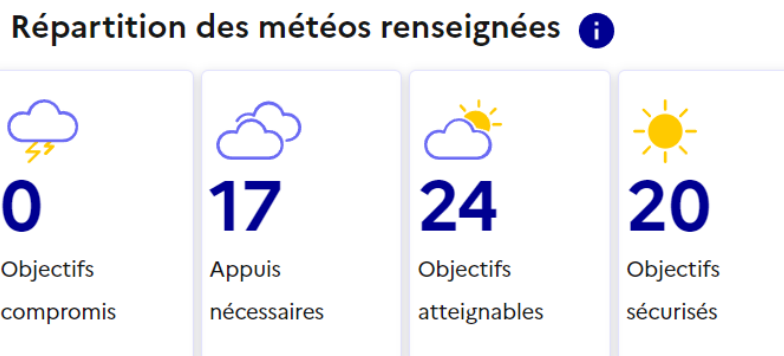 Répartition des météos renseignées i
0
Objectifs
compromis
17
Appuis
nécessaires
24
Objectifs
atteignables
20
Objectifs
sécurisés